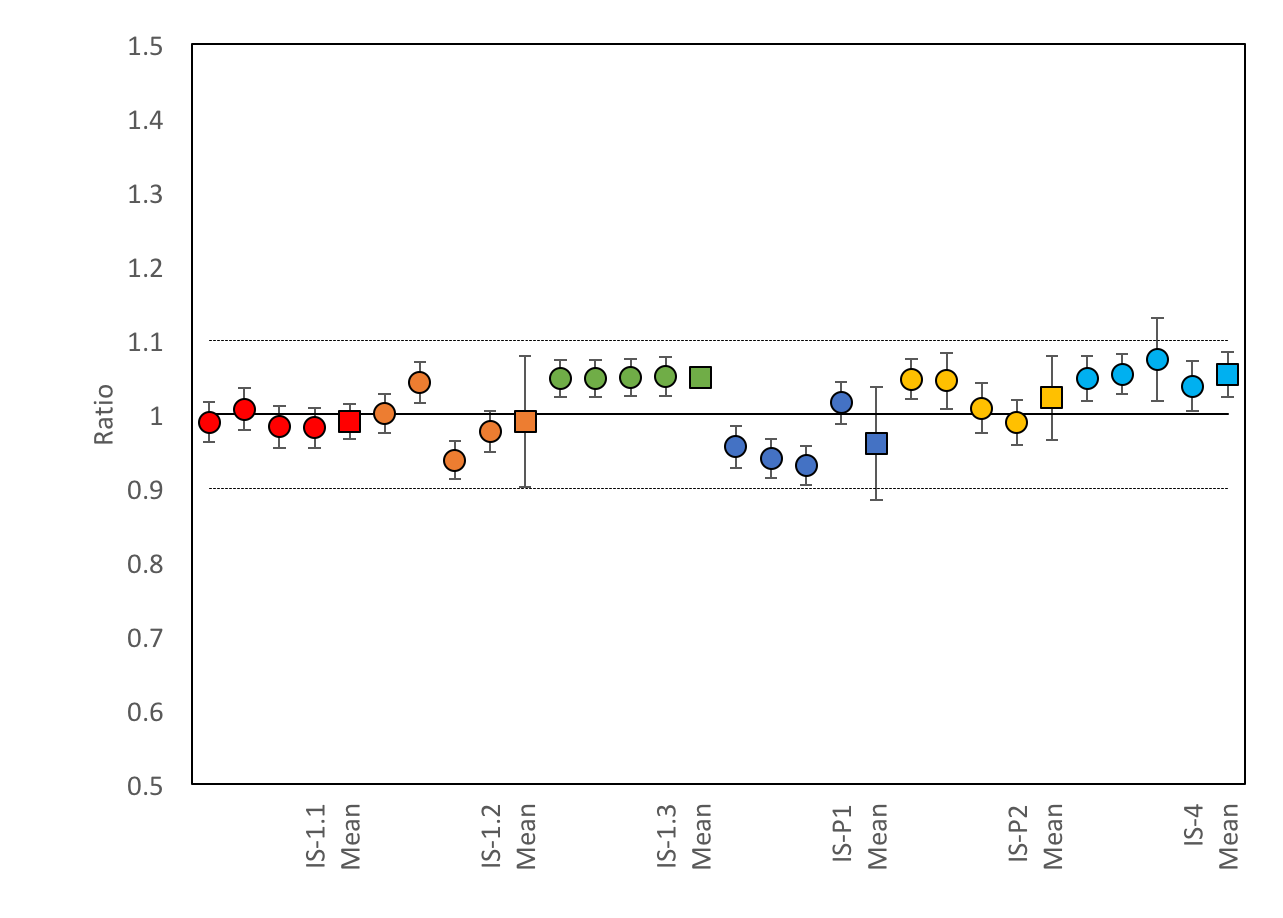 1.5
1.4
1.3
1.2
1.1
1
0.9
0.8
0.7
0.6
0.5
Ratio
IS-1.1
Mean
IS-1.2
Mean
IS-1.3
Mean
IS-P1
Mean
IS-P2
Mean
IS-4
Mean